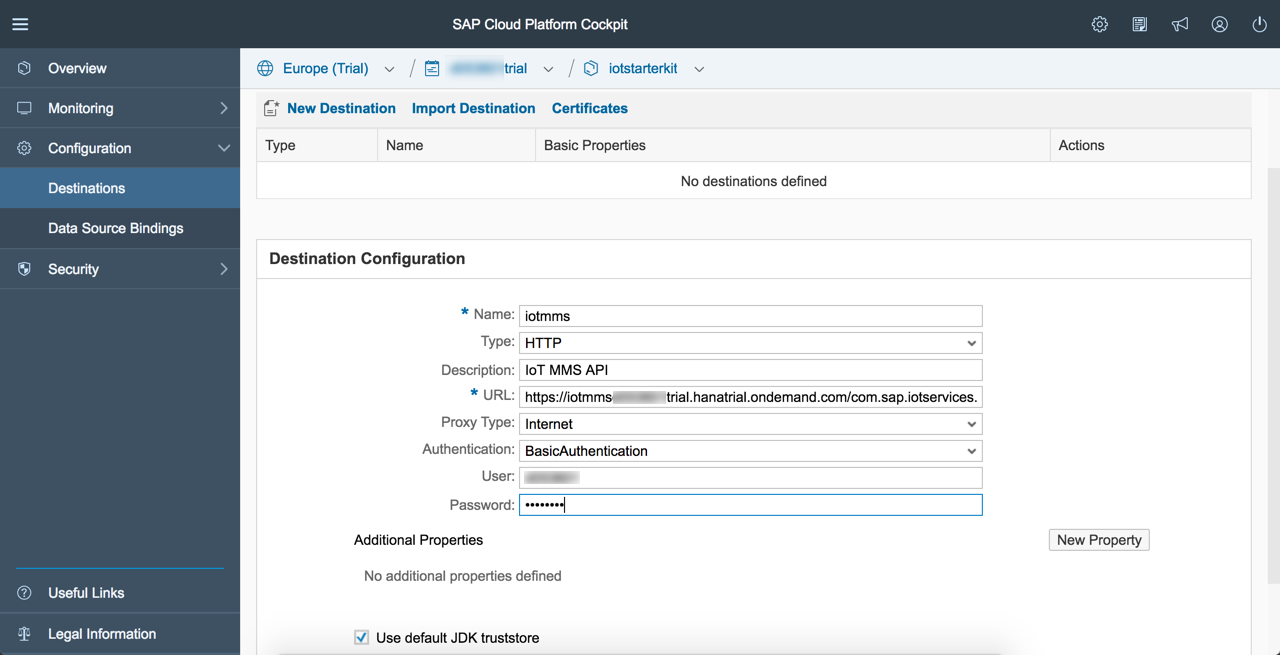 SAP Cloud Platform Cockpit
Overview
Monitoring
Configuration
Destinations
Data Source Bindings
Security
Useful Links
Legal Information
Europe (Trial) / trial / iotstarterkit
New Destination Import Destination Certificates
Type Name Basic Properties Actions
No destinations defined
Destination Configuration
* Name: iotmms
Type: HTTP
Description: IoT MMS API
* URL: https://iotmms trial.hanatrial.ondemand.com/com.sap.iotservices.
Proxy Type: Internet
Authentication: BasicAuthentication
User:
Password: ••••••••
Additional Properties New Property
No additional properties defined
Use default JDK truststore